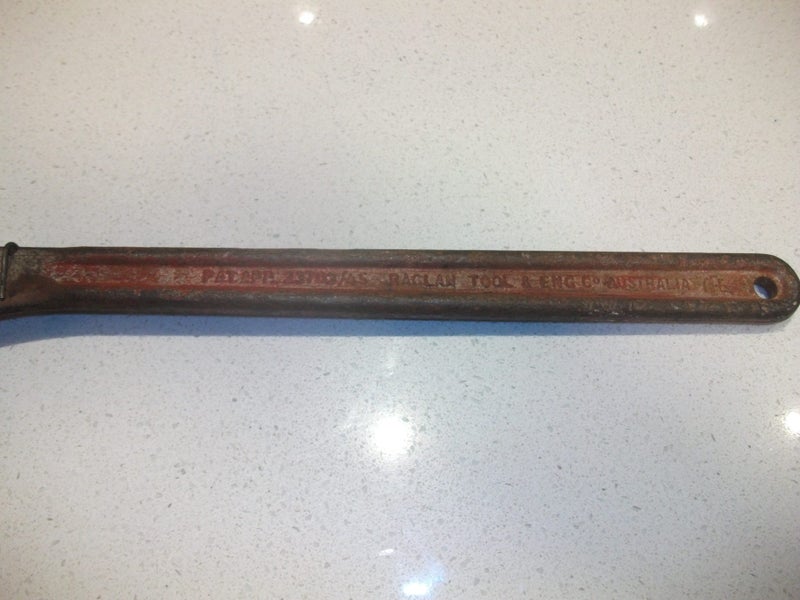 PAT. APP. RAGLAN TOOL & ENG. Co AUSTRALIA